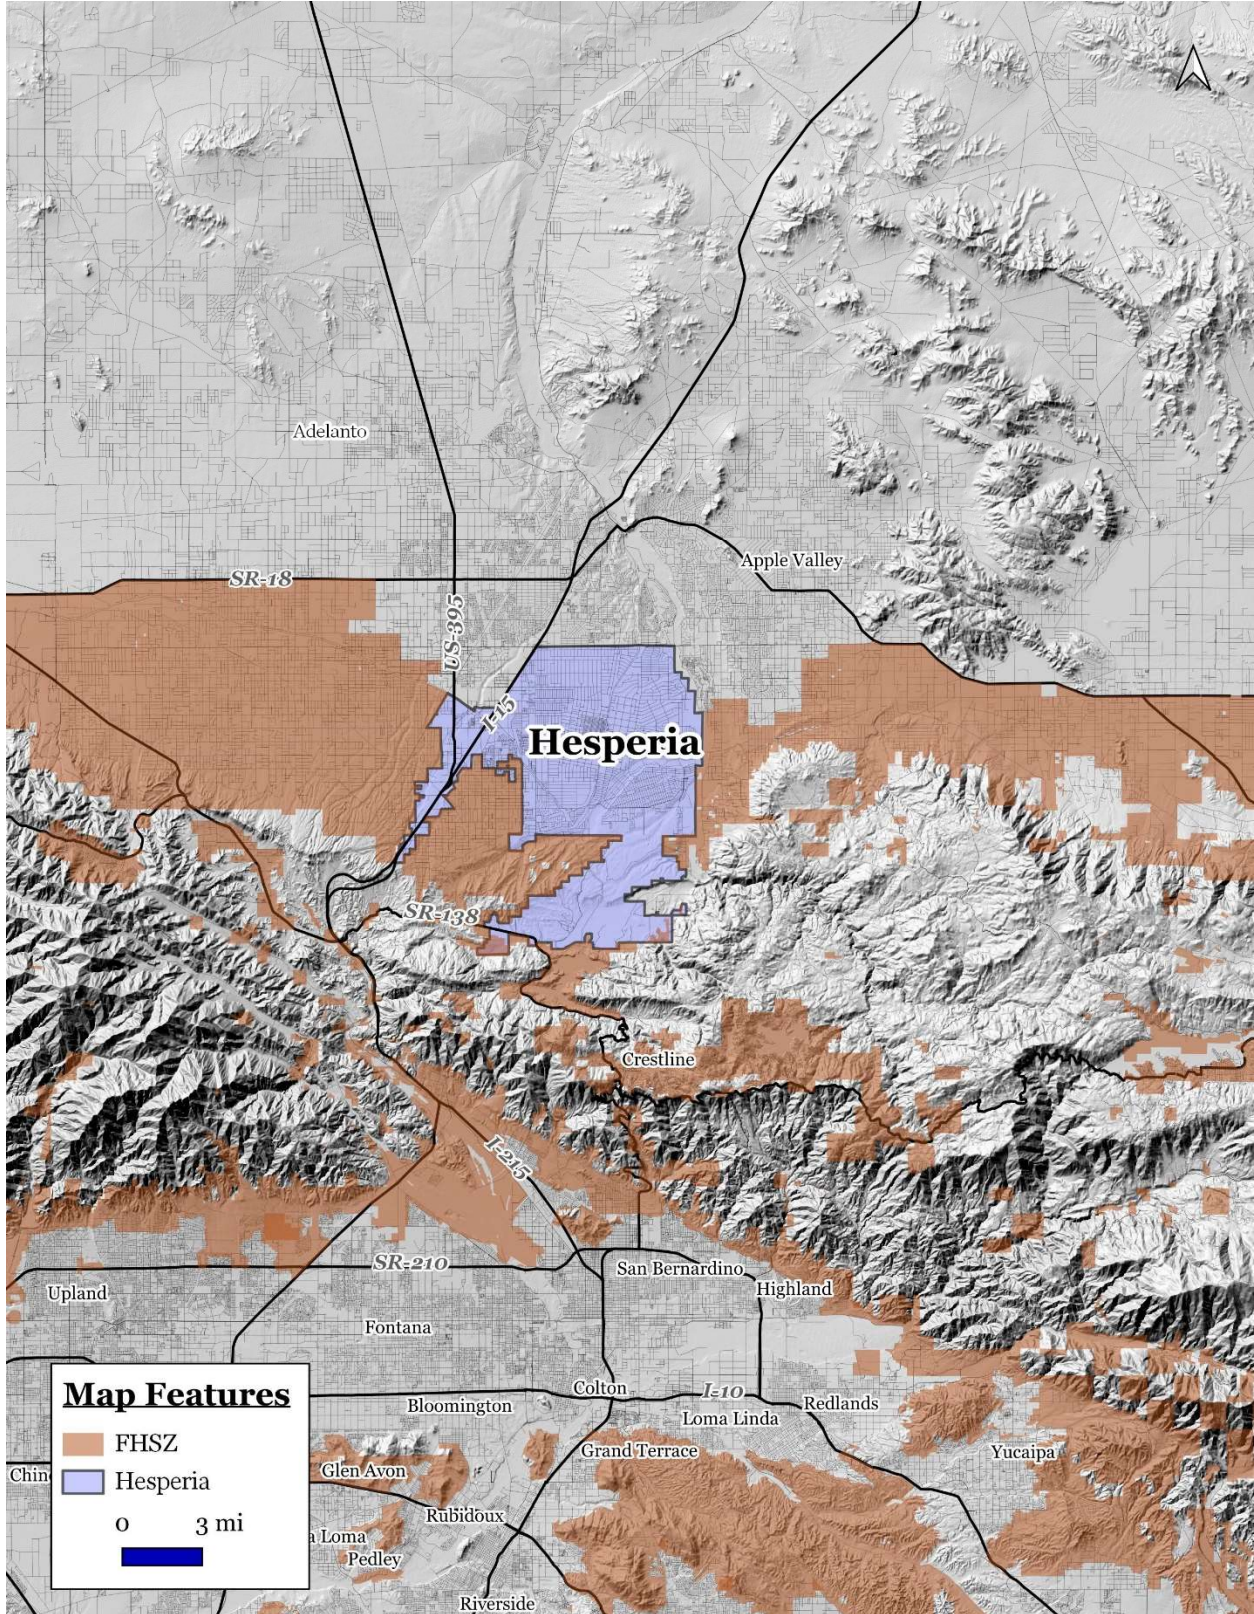 Adelanto
Apple Valley
SR-18
US-395
I-15
Hesperia
SR-138
Crestline
I-215
SR-210
San Bernardino
Highland
Upland
Fontana
Colton
I-10
Redlands
Bloomington
Loma Linda
Grand Terrace
Yucaipa
Glen Avon
Chin
Rubidoux
a Loma
Pedley
Riverside
Map Features
FHSZ
Hesperia
0 3 mi